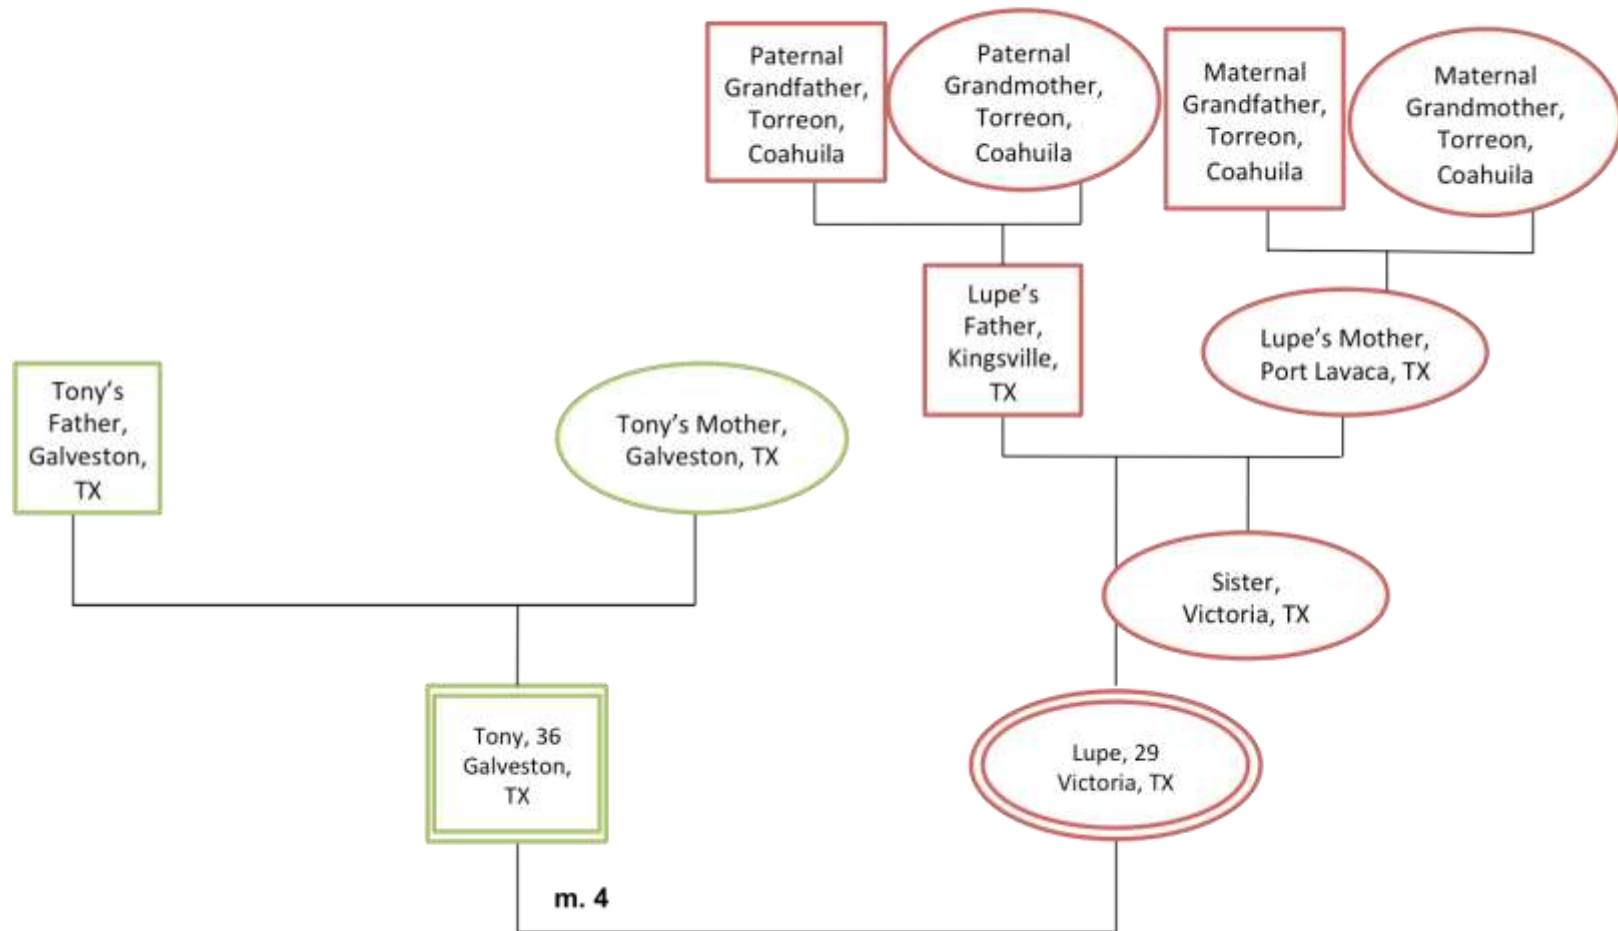 Paternal
Grandfather,
Torreon,
Coahuila
Paternal
Grandmother,
Torreon,
Coahuila
Maternal
Grandfather,
Torreon,
Coahuila
Maternal
Grandmother,
Torreon,
Coahuila
Lupe’s
Father,
Kingsville,
TX
Lupe’s Mother,
Port Lavaca, TX
Tony’s
Father,
Galveston,
TX
Tony’s Mother,
Galveston, TX
Sister,
Victoria, TX
Tony, 36
Galveston,
TX
Lupe, 29
Victoria, TX
m. 4